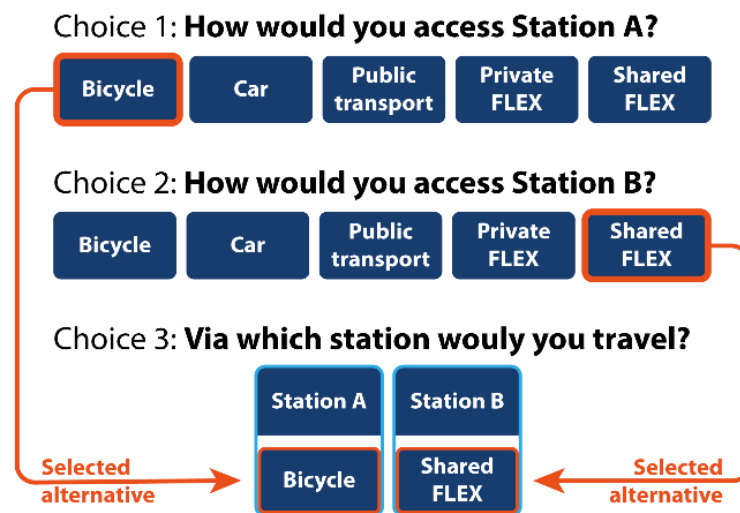 Choice 1: How would you access Station A?
Bicycle
Car
Public
transport
Private
FLEX
Shared
FLEX
Choice 2: How would you access Station B?
Bicycle
Car
Public
transport
Private
FLEX
Shared
FLEX
Choice 3: Via which station wouly you travel?
Station A
Station B
Selected
alternative
Bicycle
Shared
FLEX
Selected
alternative